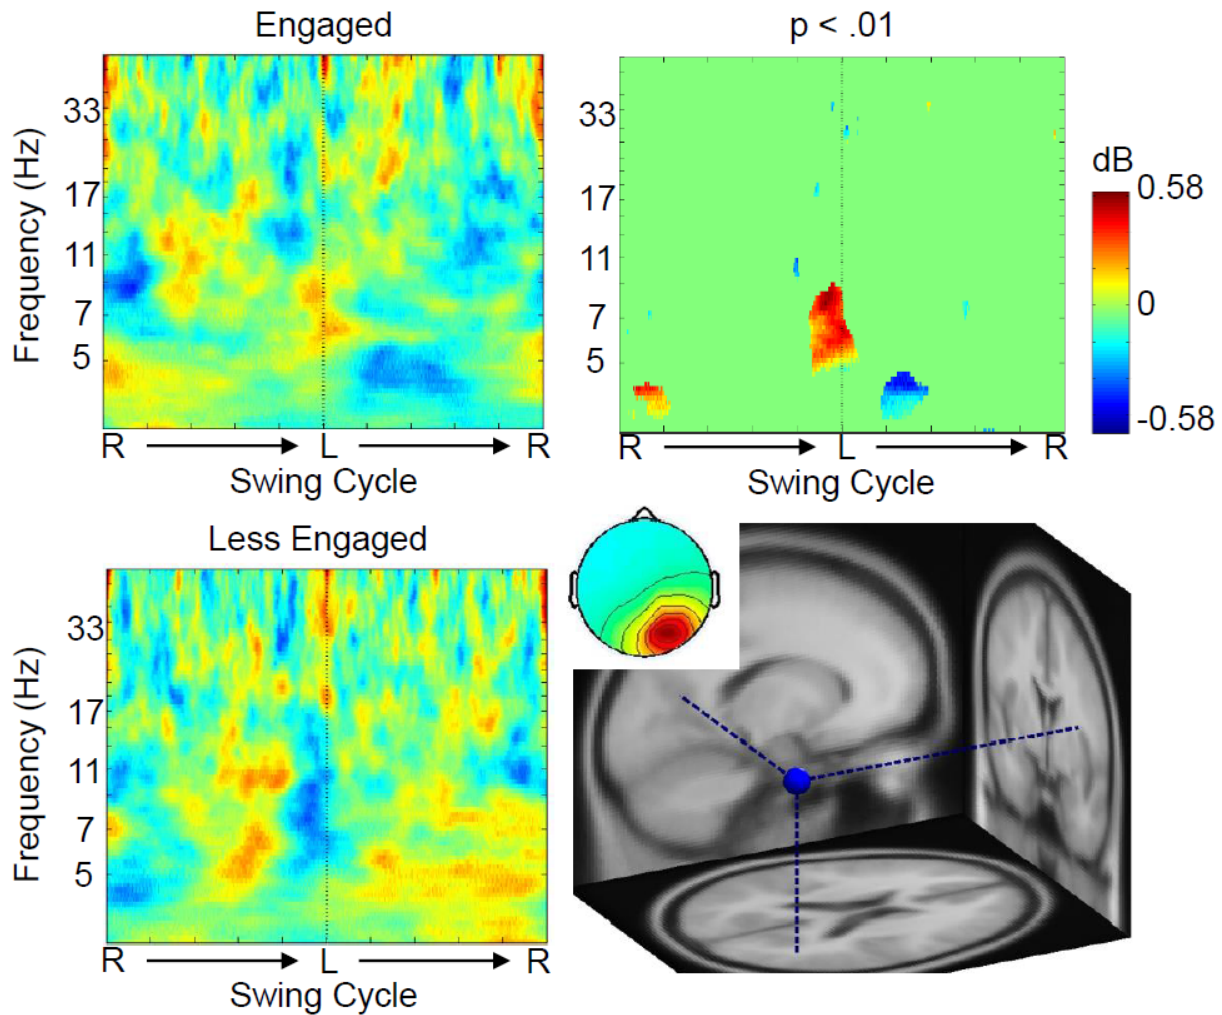 Engaged
Frequency (Hz)
33
17
11
7
5
R L R
Swing Cycle
p < .01
33
17
11
7
5
R L R
Swing Cycle
dB
0.58
0
-0.58
Less Engaged
Frequency (Hz)
33
17
11
7
5
R L R
Swing Cycle